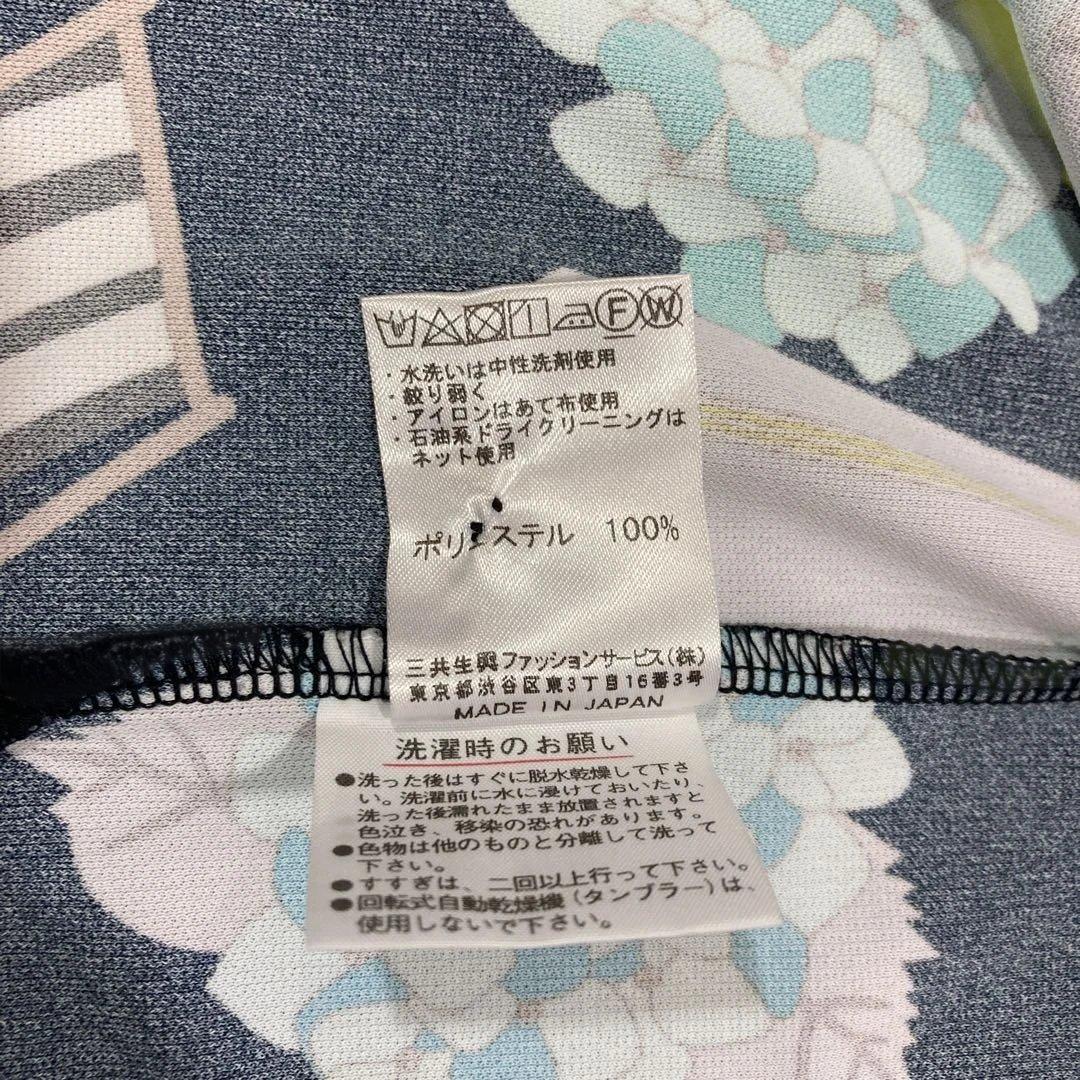 F W
・水洗いは中性洗剤使用
・絞り弱く
・アイロンはあて布使用
・石油系ドライクリーニングは
ネット使用
ポリエステル 100%
三共生興ファッションサービス(株)
東京都渋谷区東3丁目16番3号
MADE IN JAPAN
洗濯時のお願い
●洗った後はすぐに脱水乾燥して下さ
い。洗濯前に水に浸けておいたり、
洗った後濡れたまま放置されますと
色泣き、移染の恐れがあります。
●色物は他のものと分離して洗って
下さい。
●すすぎは、二回以上行って下さい。
●回転式自動乾燥機(タンブラー)は、
使用しないで下さい。